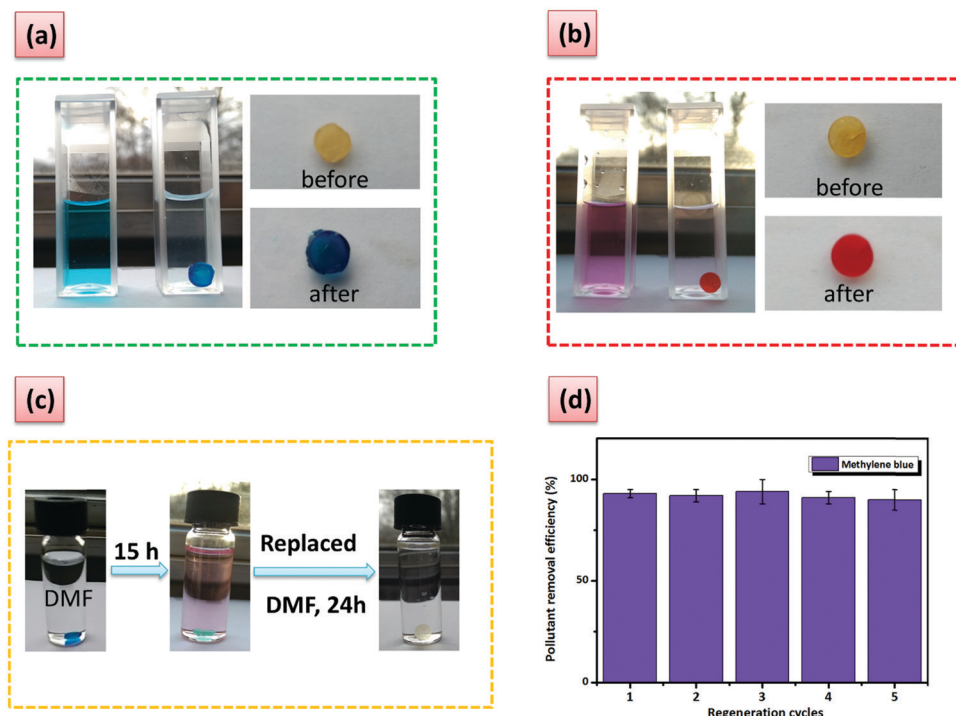 (a)
before
after
(b)
before
after
(c)
DMF
15 h
Replaced
DMF, 24h
(d)
Methylene blue
Pollutant removal efficiency (%)
100
50
0
1 2 3 4 5
Regeneration cycles